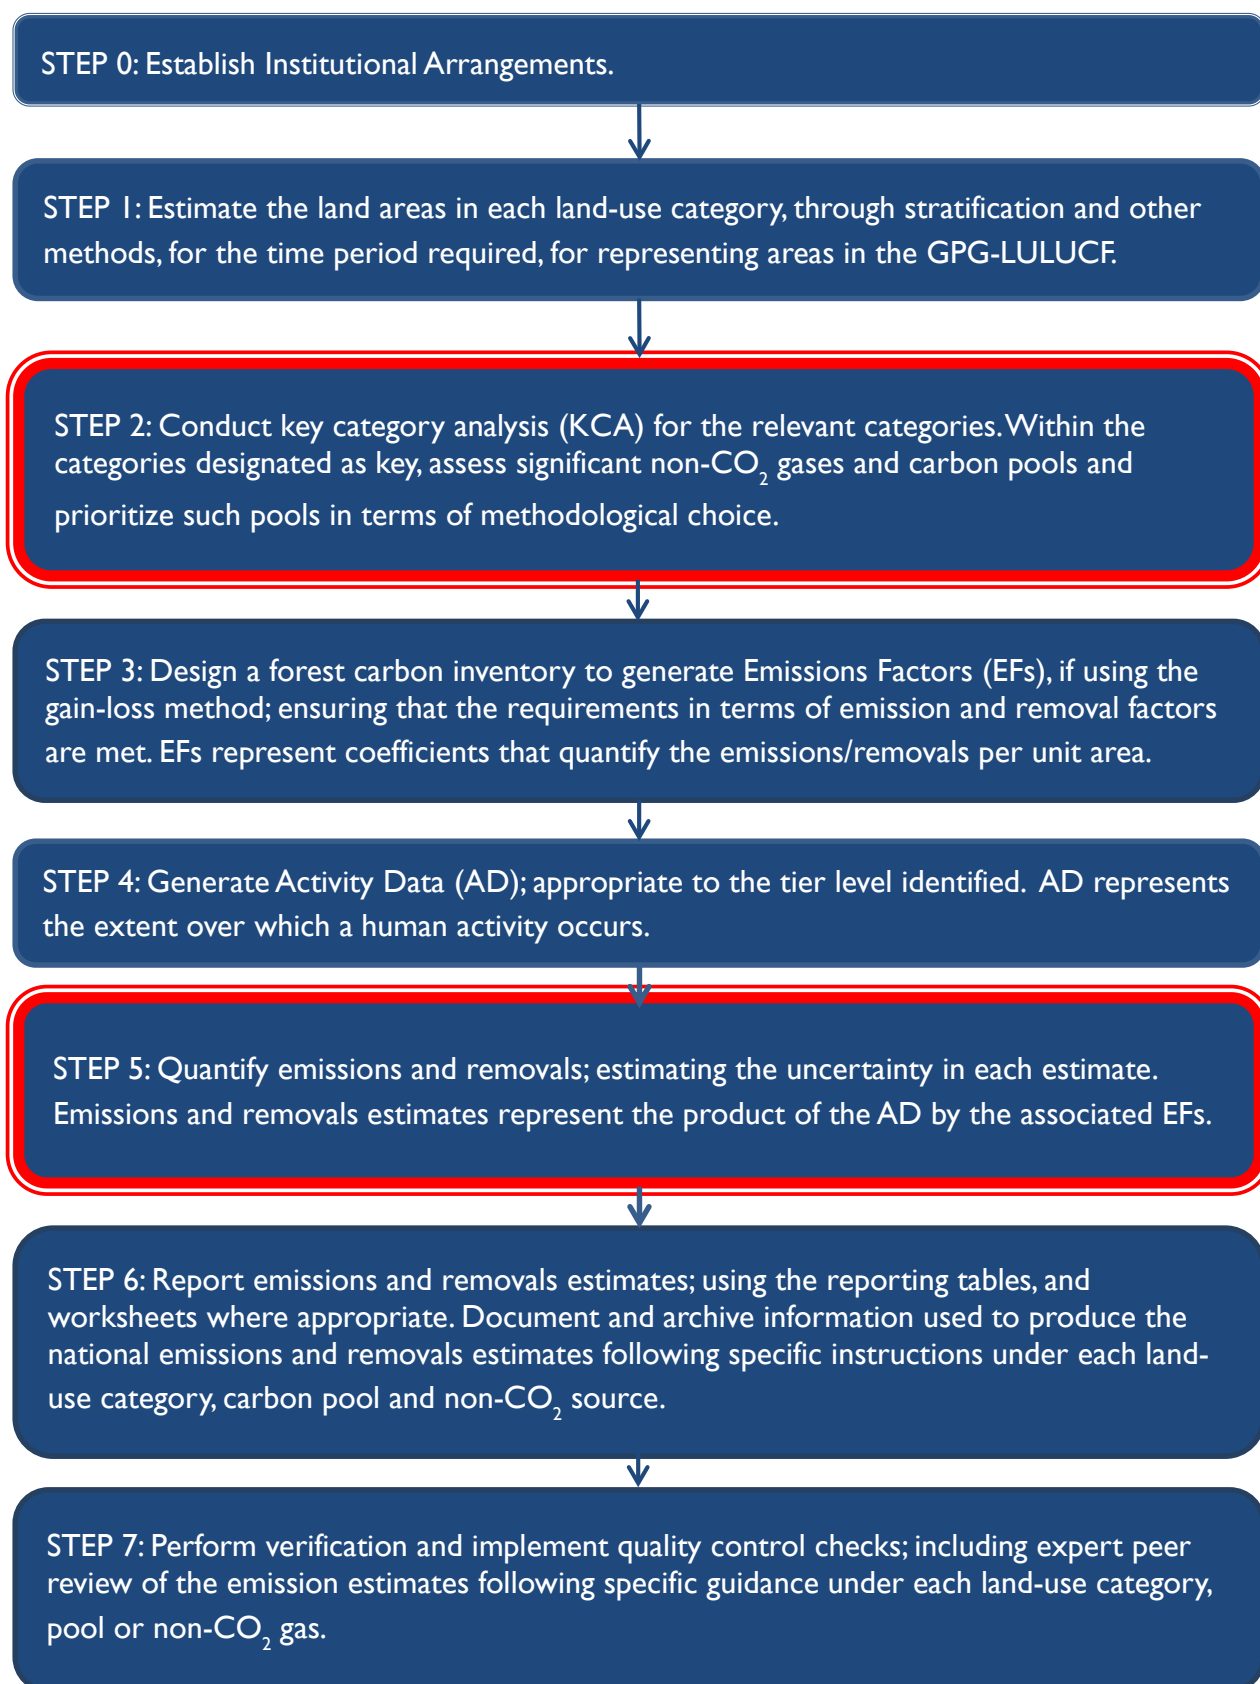 STEP 0: Establish Institutional Arrangements.
STEP 1: Estimate the land areas in each land-use category, through stratification and other
methods, for the time period required, for representing areas in the GPG-LULUCF.
STEP 2: Conduct key category analysis (KCA) for the relevant categories. Within the
categories designated as key, assess significant non-CO₂ gases and carbon pools and
prioritize such pools in terms of methodological choice.
STEP 3: Design a forest carbon inventory to generate Emissions Factors (EFs), if using the
gain-loss method; ensuring that the requirements in terms of emission and removal factors
are met. EFs represent coefficients that quantify the emissions/removals per unit area.
STEP 4: Generate Activity Data (AD); appropriate to the tier level identified. AD represents
the extent over which a human activity occurs.
STEP 5: Quantify emissions and removals; estimating the uncertainty in each estimate.
Emissions and removals estimates represent the product of the AD by the associated EFs.
STEP 6: Report emissions and removals estimates; using the reporting tables, and
worksheets where appropriate. Document and archive information used to produce the
national emissions and removals estimates following specific instructions under each land-
use category, carbon pool and non-CO₂ source.
STEP 7: Perform verification and implement quality control checks; including expert peer
review of the emission estimates following specific guidance under each land-use category,
pool or non-CO₂ gas.